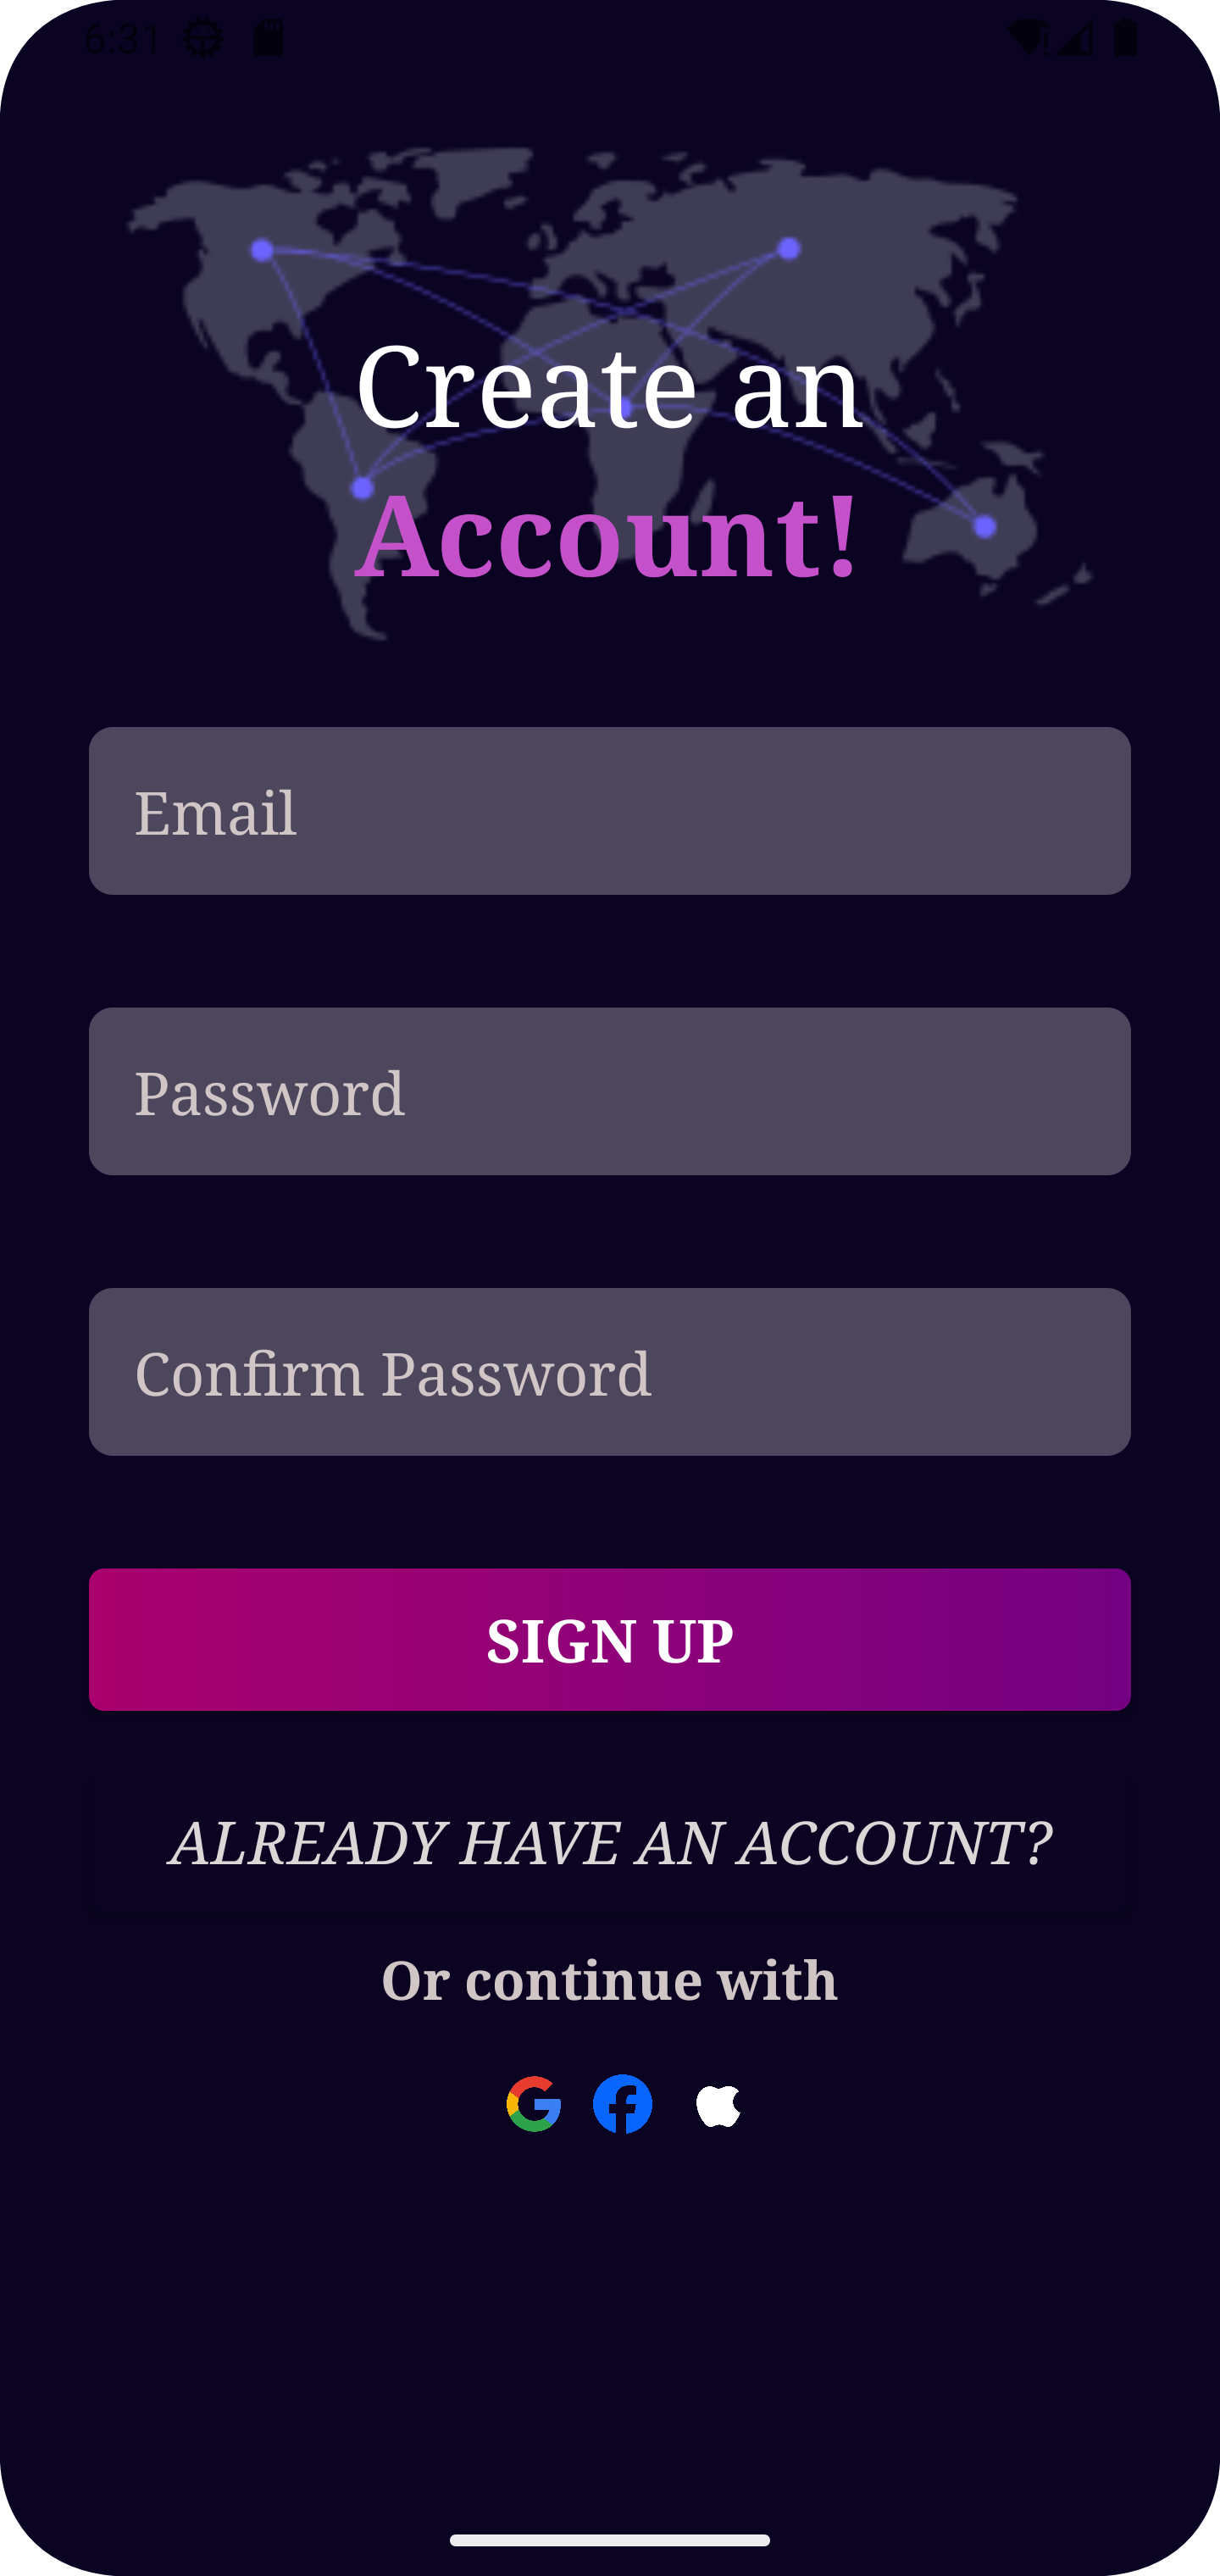 6:31
Create an
Account!
Email
Password
Confirm Password
SIGN UP
ALREADY HAVE AN ACCOUNT?
Or continue with